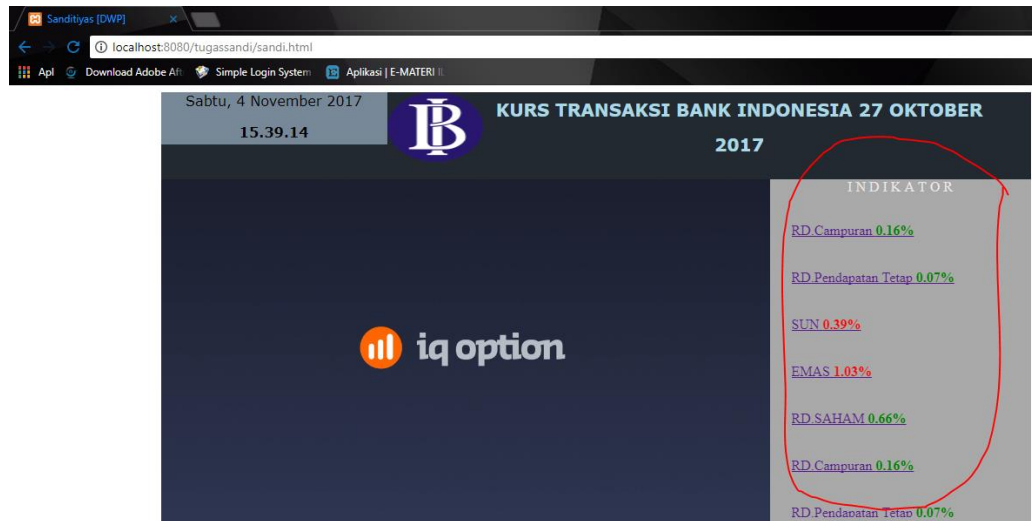 Sanditiyas [DWP]
localhost:8080/tugassandi/sandi.html
Apl Download Adobe Aft Simple Login System Aplikasi | E-MATERI
Sabtu, 4 November 2017
15.39.14
KURS TRANSAKSI BANK INDONESIA 27 OKTOBER
2017
iq option
INDIKATOR
RD.Campuran 0.16%
RD.Pendapatan Tetap 0.07%
SUN 0.39%
EMAS 1.03%
RD.SAHAM 0.66%
RD.Campuran 0.16%
RD.Pendapatan Tetap 0.07%